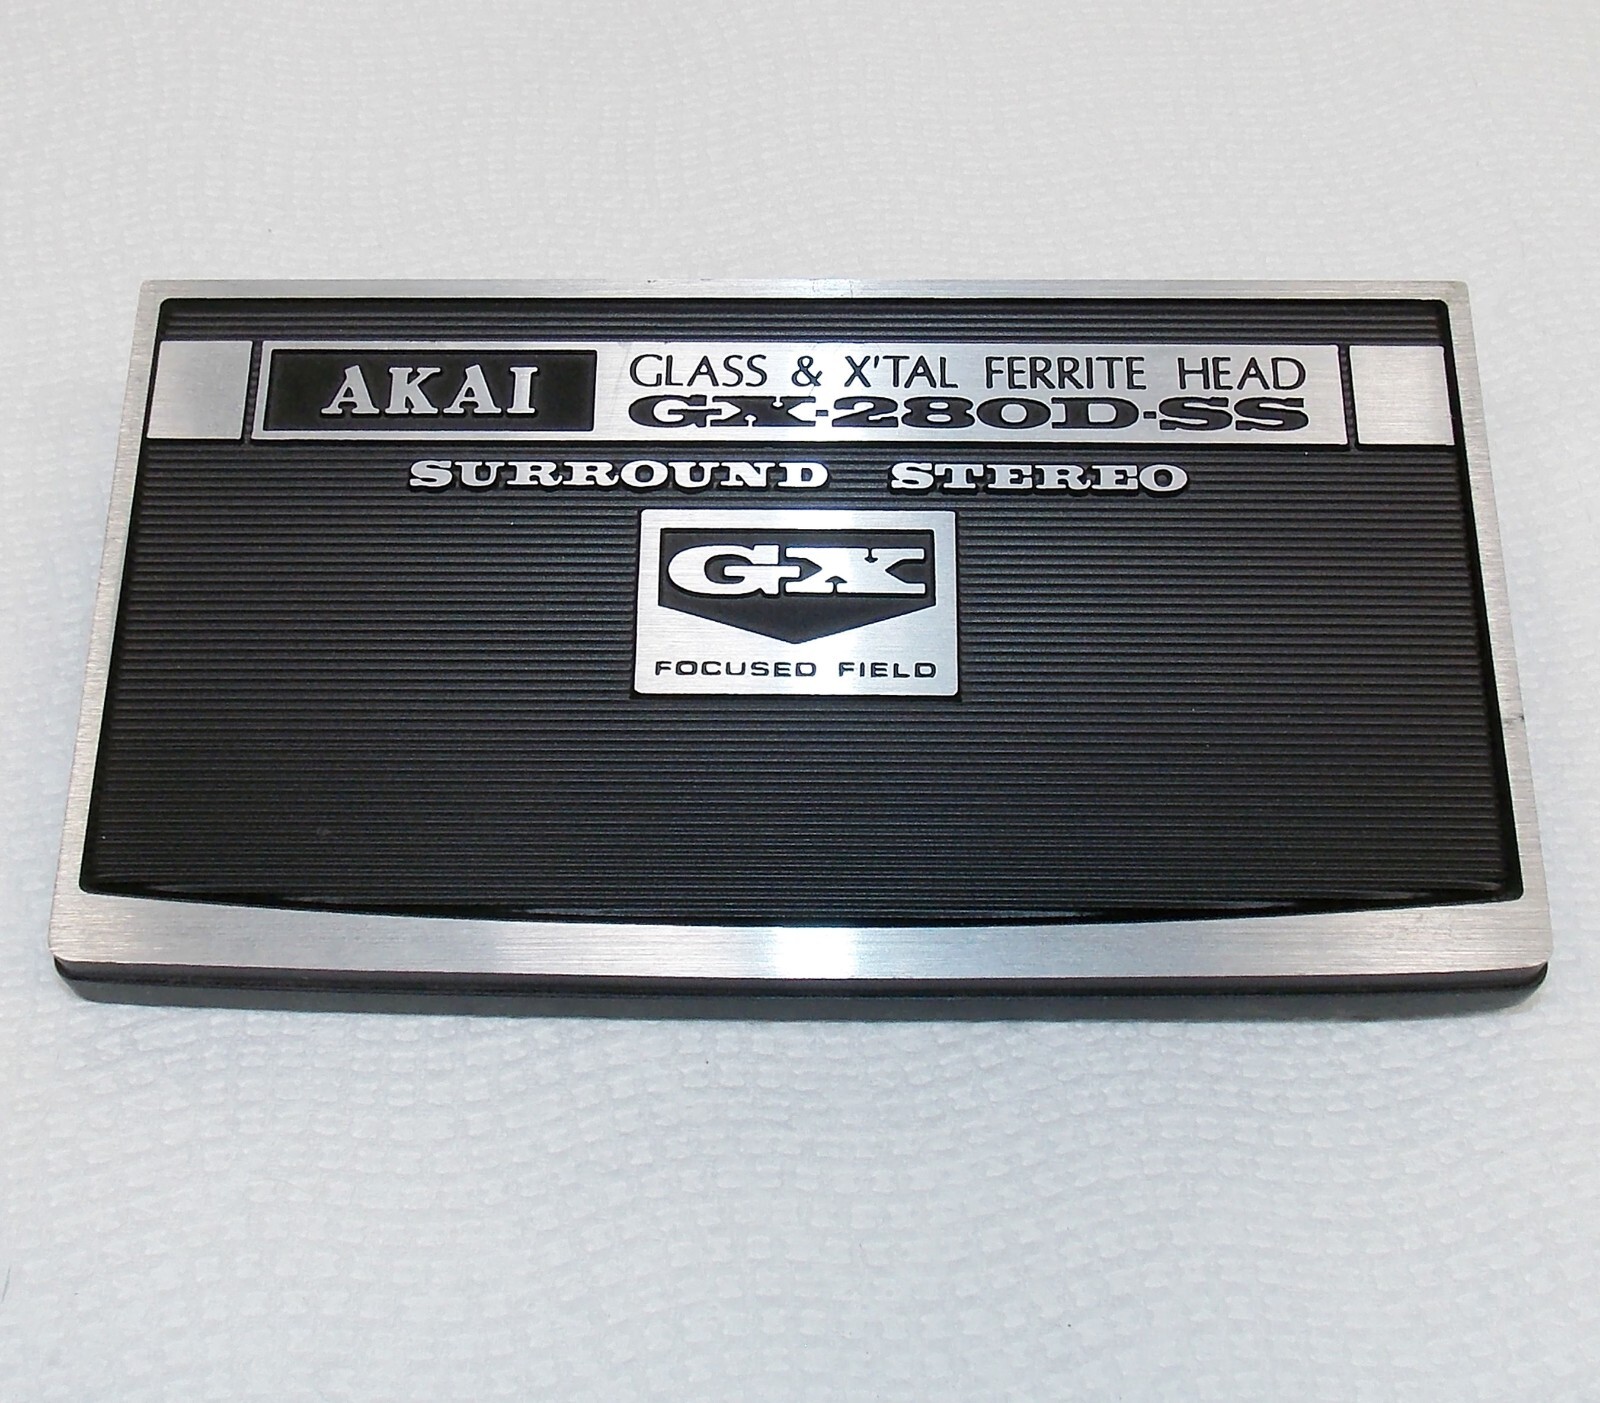 AKAI GLASS & X'TAL FERRITE HEAD
GX-280D-SS
SURROUND STEREO
GX
FOCUSED FIELD